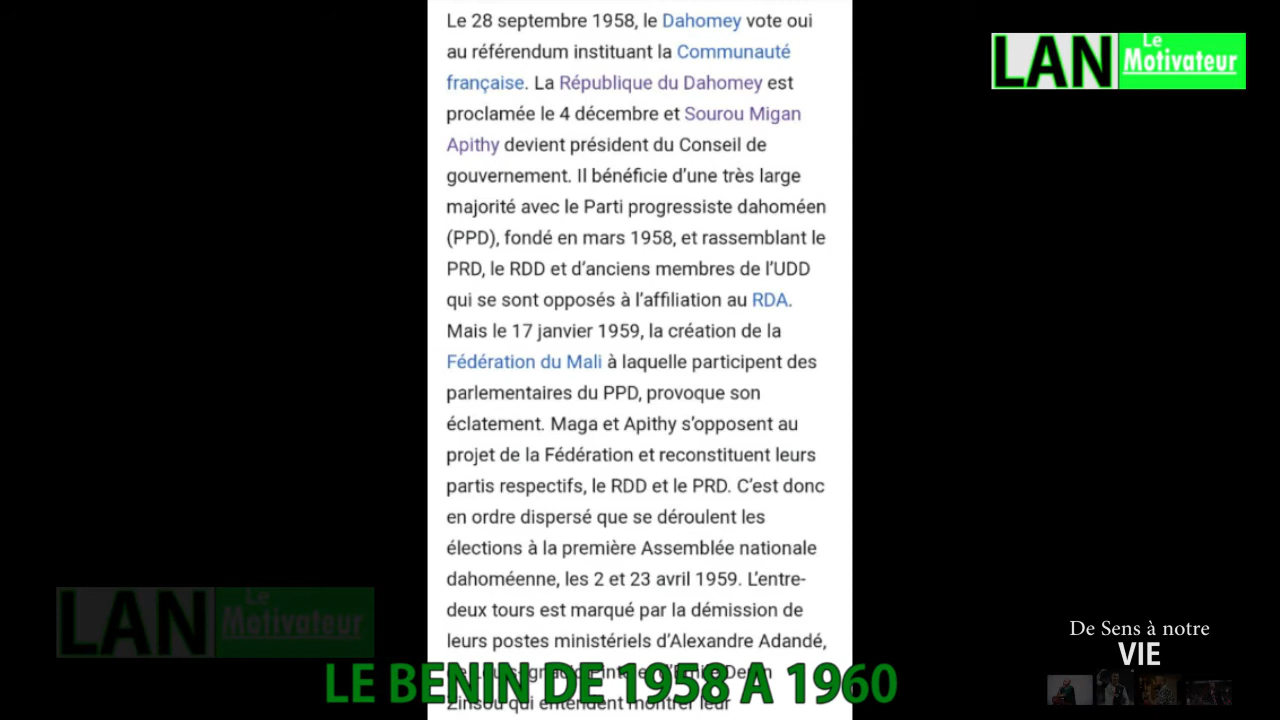 Le 28 septembre 1958, le Dahomey vote oui
au référendum instituant la Communauté
française. La République du Dahomey est
proclamée le 4 décembre et Sourou Migan
Apithy devient président du Conseil de
gouvernement. Il bénéficie d’une très large
majorité avec le Parti progressiste dahoméen
(PPD), fondé en mars 1958, et rassemblant le
PRD, le RDD et d’anciens membres de l’UDD
qui se sont opposés à l’affiliation au RDA.
Mais le 17 janvier 1959, la création de la
Fédération du Mali à laquelle participent des
parlementaires du PPD, provoque son
éclatement. Maga et Apithy s’opposent au
projet de la Fédération et reconstituent leurs
partis respectifs, le RDD et le PRD. C’est donc
en ordre dispersé que se déroulent les
élections à la première Assemblée nationale
dahoméenne, les 2 et 23 avril 1959. L’entre-
deux tours est marqué par la démission de
leurs postes ministériels d’Alexandre Adandé,
Zinsou qui entendent montrer leur
LE BENIN DE 1958 A 1960
LAN Le Motivateur
LAN Le Motivateur
De Sens à notre
VIE